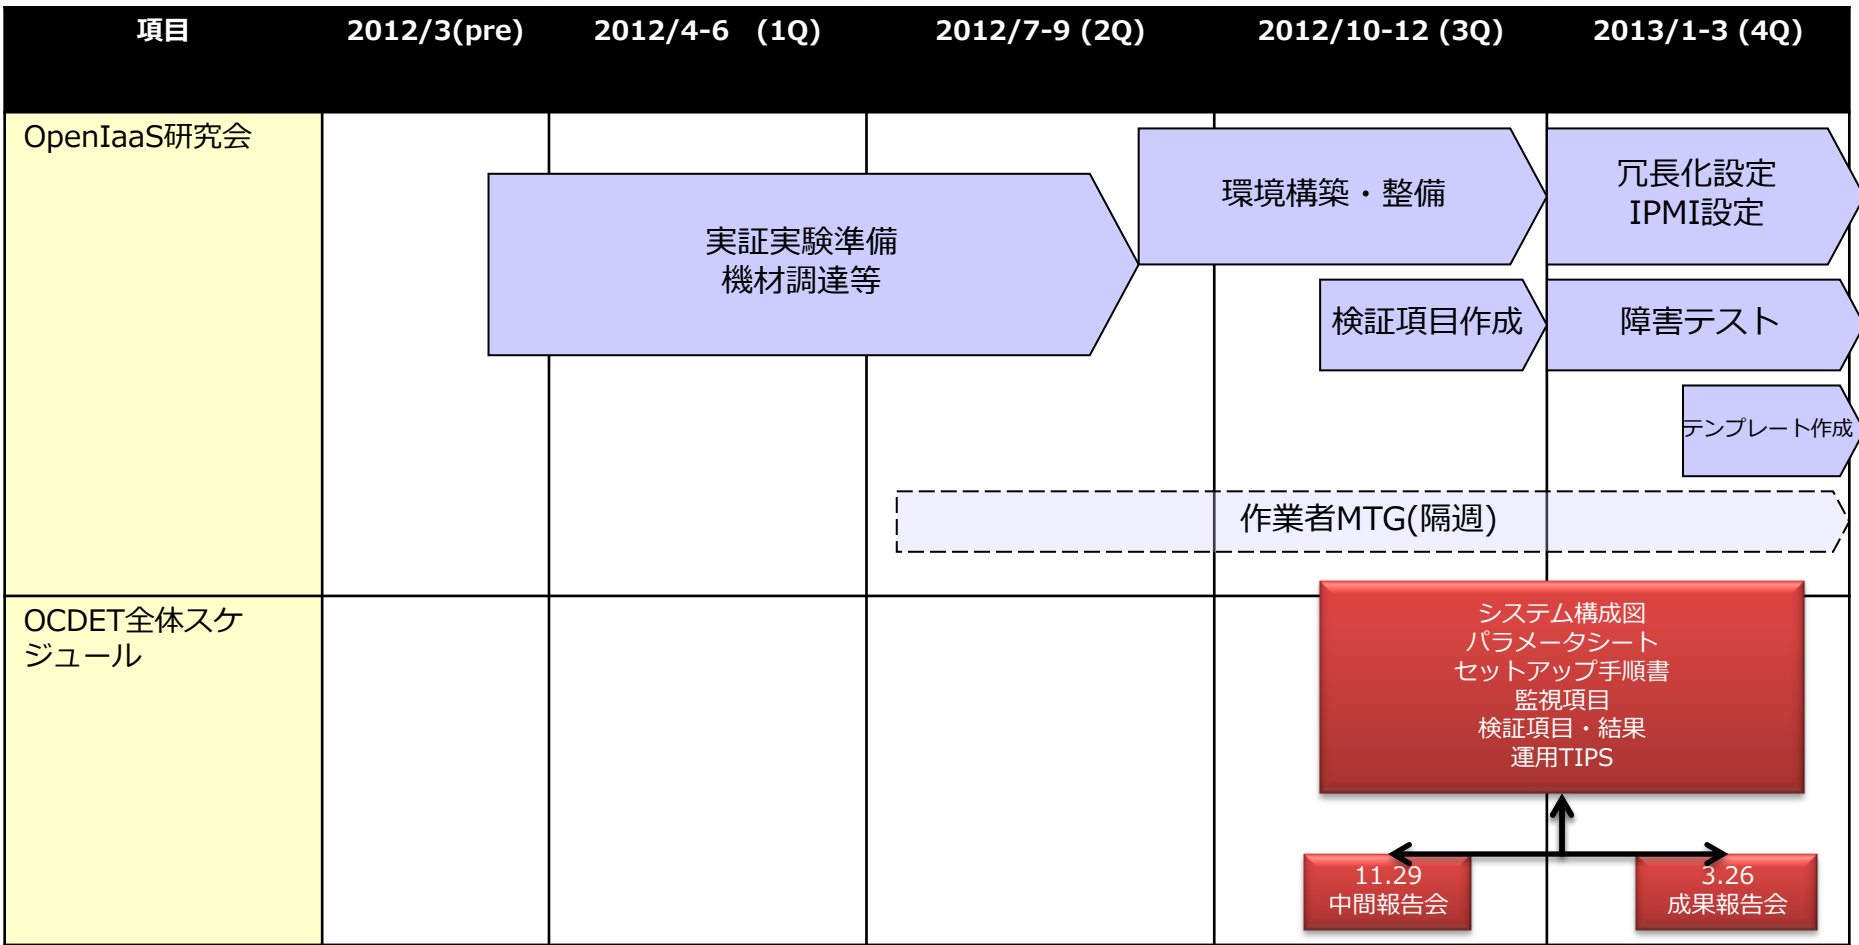 項目
2012/3(pre)
2012/4-6 (1Q)
2012/7-9 (2Q)
2012/10-12 (3Q)
2013/1-3 (4Q)
OpenIaaS研究会
実証実験準備
機材調達等
環境構築・整備
冗長化設定
IPMI設定
検証項目作成
障害テスト
テンプレート作成
作業者MTG(隔週)
OCDET全体スケ
ジュール
システム構成図
パラメータシート
セットアップ手順書
監視項目
検証項目・結果
運用TIPS
11.29
中間報告会
3.26
成果報告会